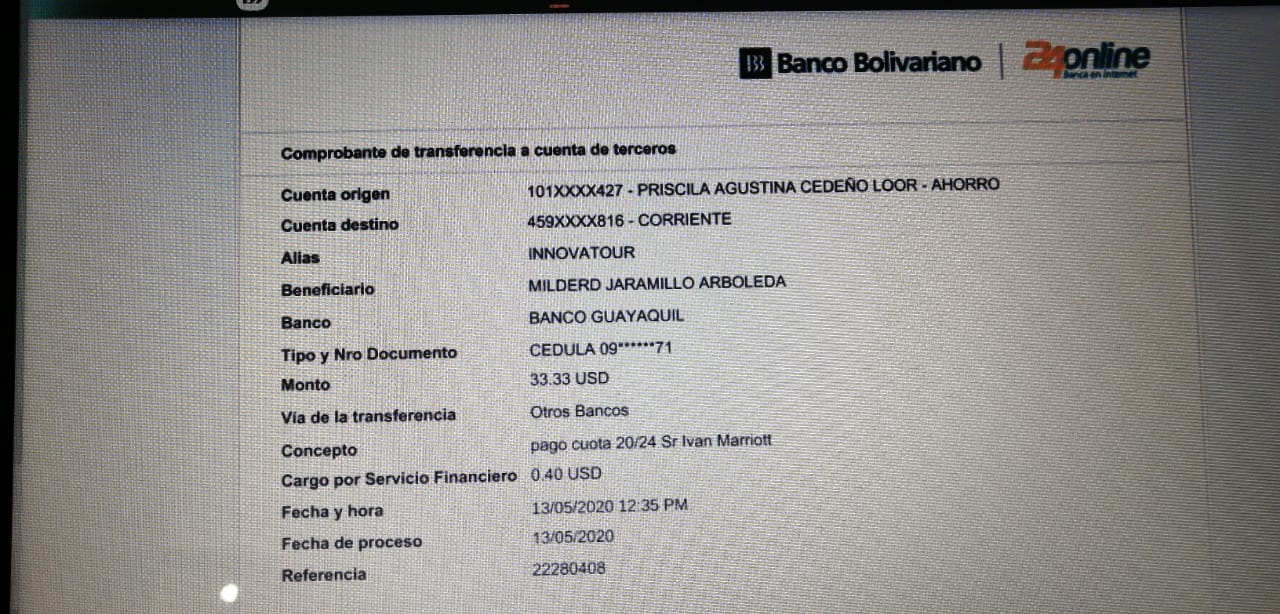 Banco Bolivariano | 24online
Banca en Internet
Comprobante de transferencia a cuenta de terceros
Cuenta origen 101XXXX427 - PRISCILA AGUSTINA CEDEÑO LOOR - AHORRO
Cuenta destino 459XXXX816 - CORRIENTE
Alias INNOVATOUR
Beneficiario MILDERD JARAMILLO ARBOLEDA
Banco BANCO GUAYAQUIL
Tipo y Nro Documento CEDULA 09******71
Monto 33.33 USD
Vía de la transferencia Otros Bancos
Concepto pago cuota 20/24 Sr Ivan Marriott
Cargo por Servicio Financiero 0.40 USD
Fecha y hora 13/05/2020 12:35 PM
Fecha de proceso 13/05/2020
Referencia 22280408